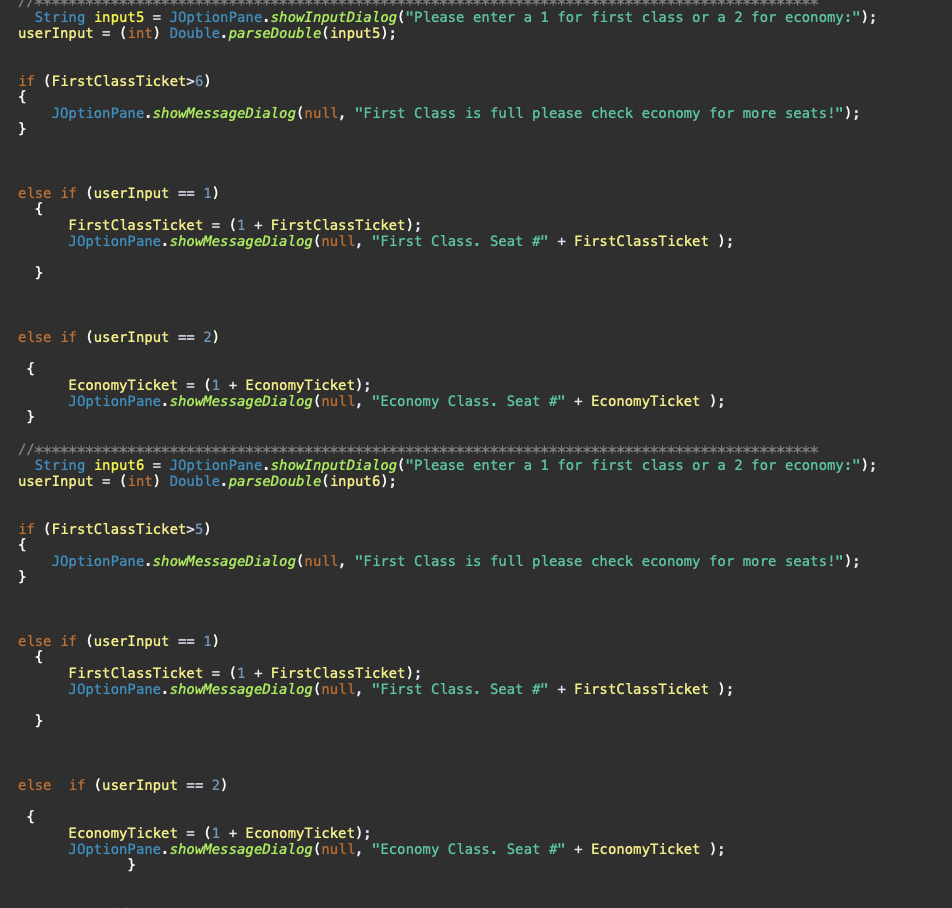 //*********************************************************************************************
String input5 = JOptionPane.showInputDialog("Please enter a 1 for first class or a 2 for economy:");
userInput = (int) Double.parseDouble(input5);
if (FirstClassTicket>6)
{
JOptionPane.showMessageDialog(null, "First Class is full please check economy for more seats!");
}
else if (userInput == 1)
{
FirstClassTicket = (1 + FirstClassTicket);
JOptionPane.showMessageDialog(null, "First Class. Seat #" + FirstClassTicket );
}
else if (userInput == 2)
{
EconomyTicket = (1 + EconomyTicket);
JOptionPane.showMessageDialog(null, "Economy Class. Seat #" + EconomyTicket );
}
//*********************************************************************************************
String input6 = JOptionPane.showInputDialog("Please enter a 1 for first class or a 2 for economy:");
userInput = (int) Double.parseDouble(input6);
if (FirstClassTicket>5)
{
JOptionPane.showMessageDialog(null, "First Class is full please check economy for more seats!");
}
else if (userInput == 1)
{
FirstClassTicket = (1 + FirstClassTicket);
JOptionPane.showMessageDialog(null, "First Class. Seat #" + FirstClassTicket );
}
else  if (userInput == 2)
{
EconomyTicket = (1 + EconomyTicket);
JOptionPane.showMessageDialog(null, "Economy Class. Seat #" + EconomyTicket );
}